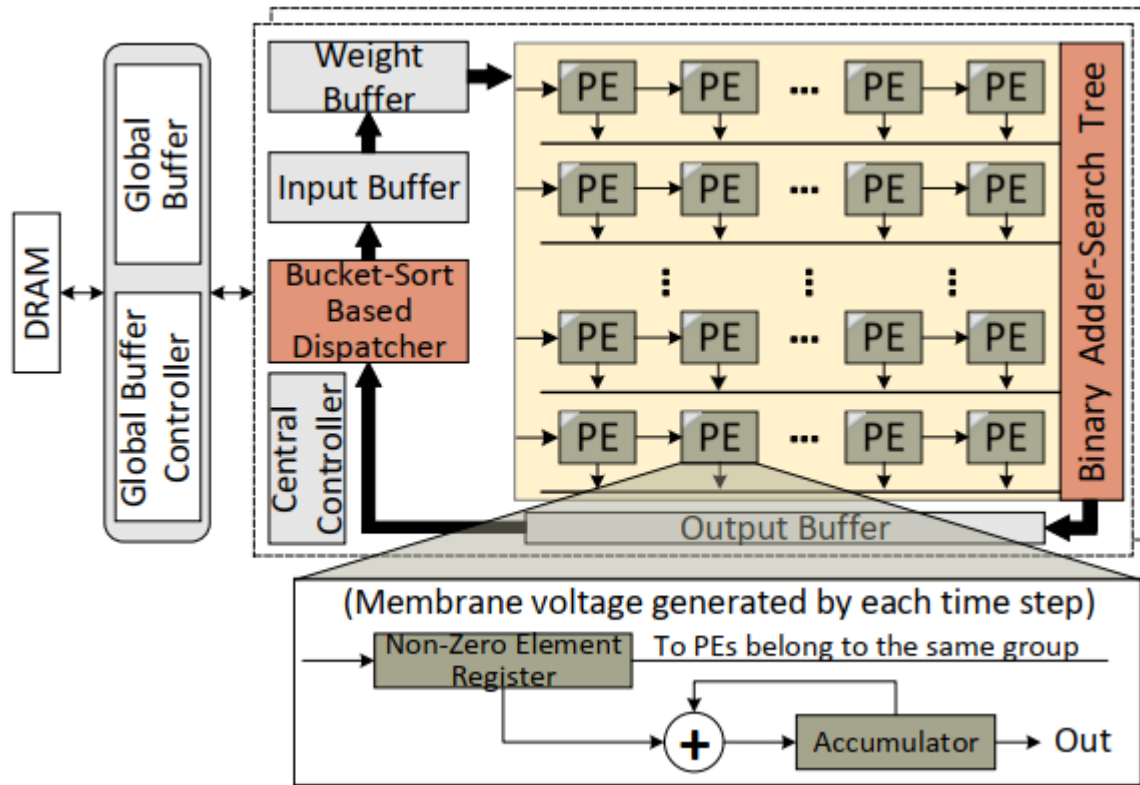 DRAM
Global
Buffer
Global Buffer
Controller
Weight
Buffer
Input Buffer
Bucket-Sort
Based
Dispatcher
Central
Controller
PE PE ... PE PE
PE PE ... PE PE
... ... ...
PE PE ... PE PE
PE PE ... PE PE
Binary Adder-Search Tree
Output Buffer
(Membrane voltage generated by each time step)
Non-Zero Element
Register
To PEs belong to the same group
+
Accumulator
Out